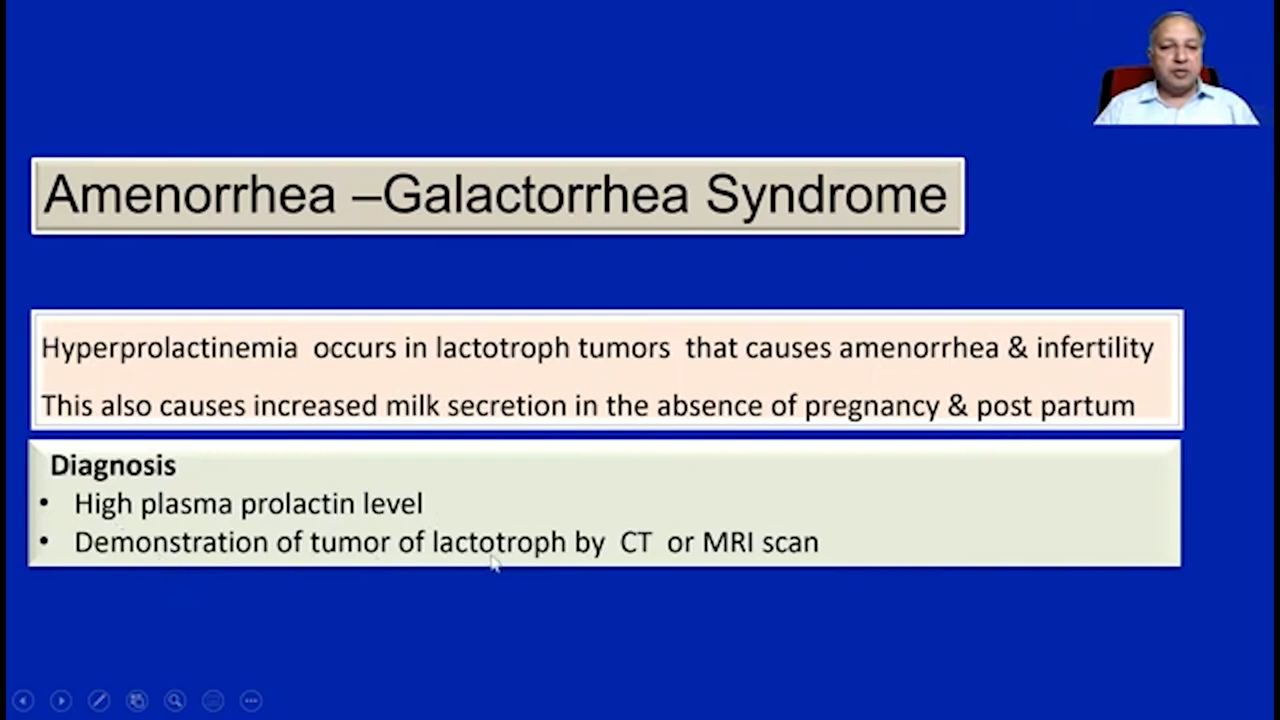 Amenorrhea –Galactorrhea Syndrome
Hyperprolactinemia occurs in lactotroph tumors that causes amenorrhea & infertility
This also causes increased milk secretion in the absence of pregnancy & post partum
Diagnosis
• High plasma prolactin level
• Demonstration of tumor of lactotroph by CT or MRI scan